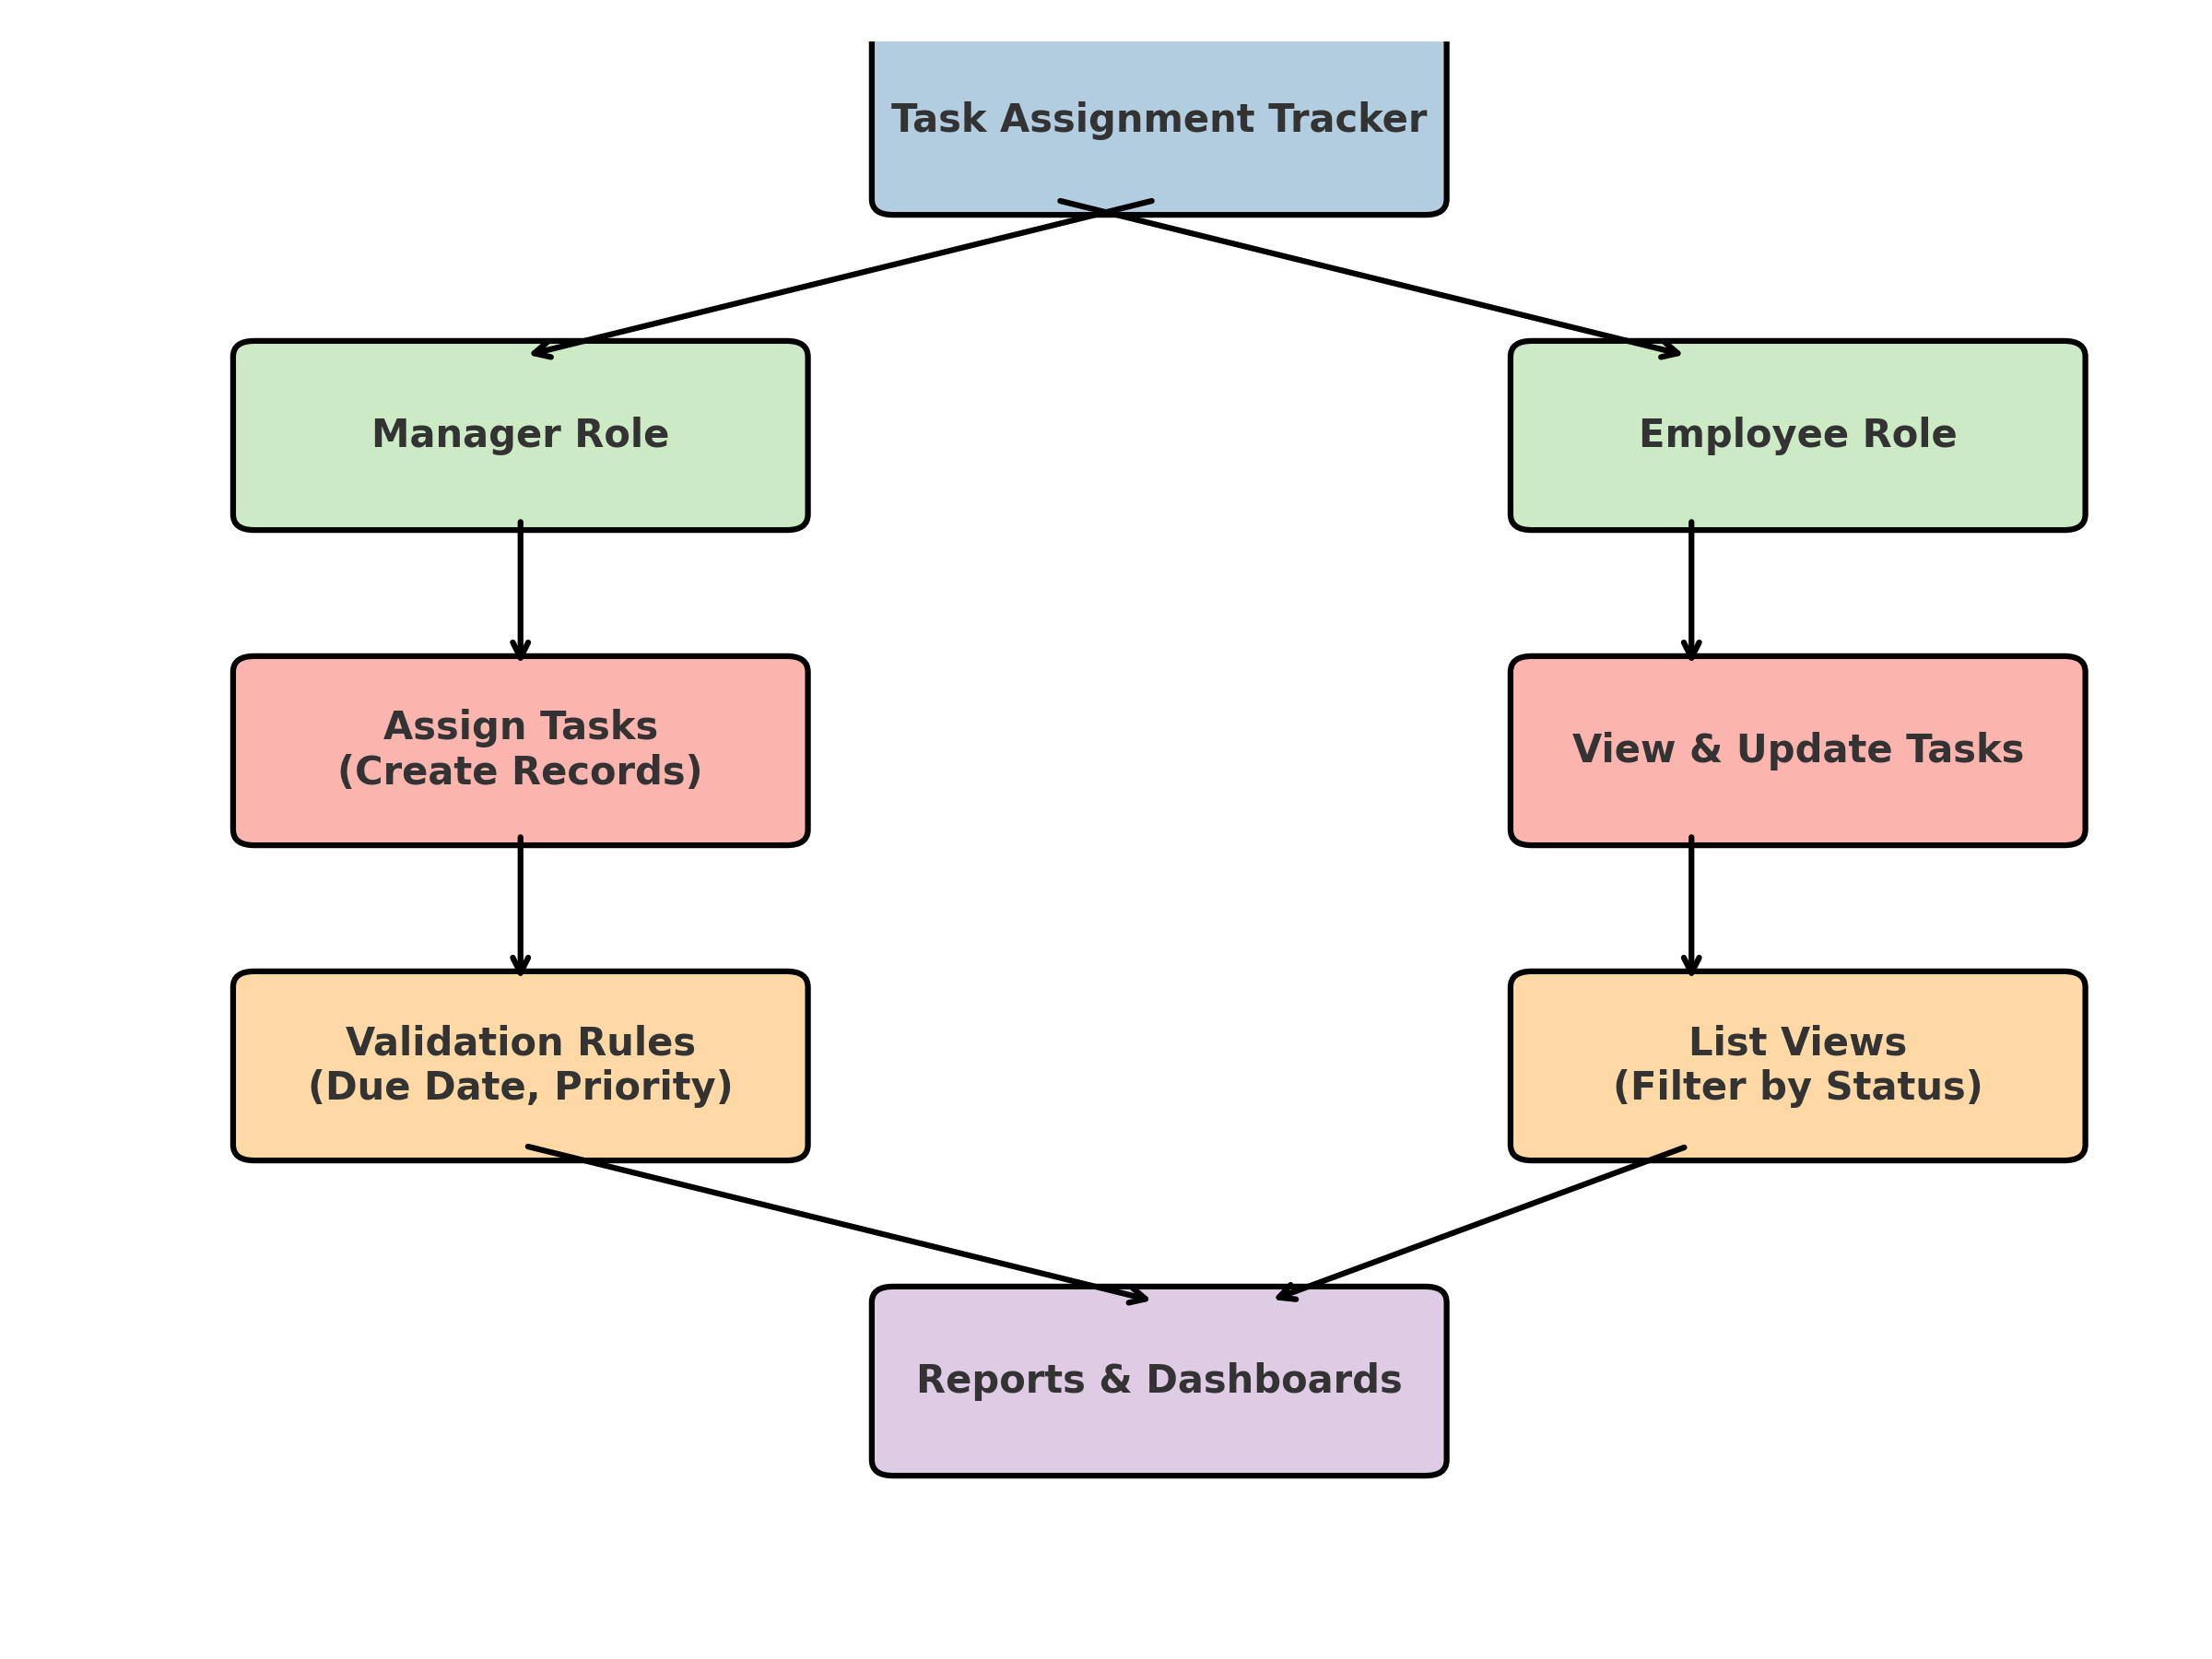 Task Assignment Tracker
Manager Role
Employee Role
Assign Tasks
(Create Records)
View & Update Tasks
Validation Rules
(Due Date, Priority)
List Views
(Filter by Status)
Reports & Dashboards